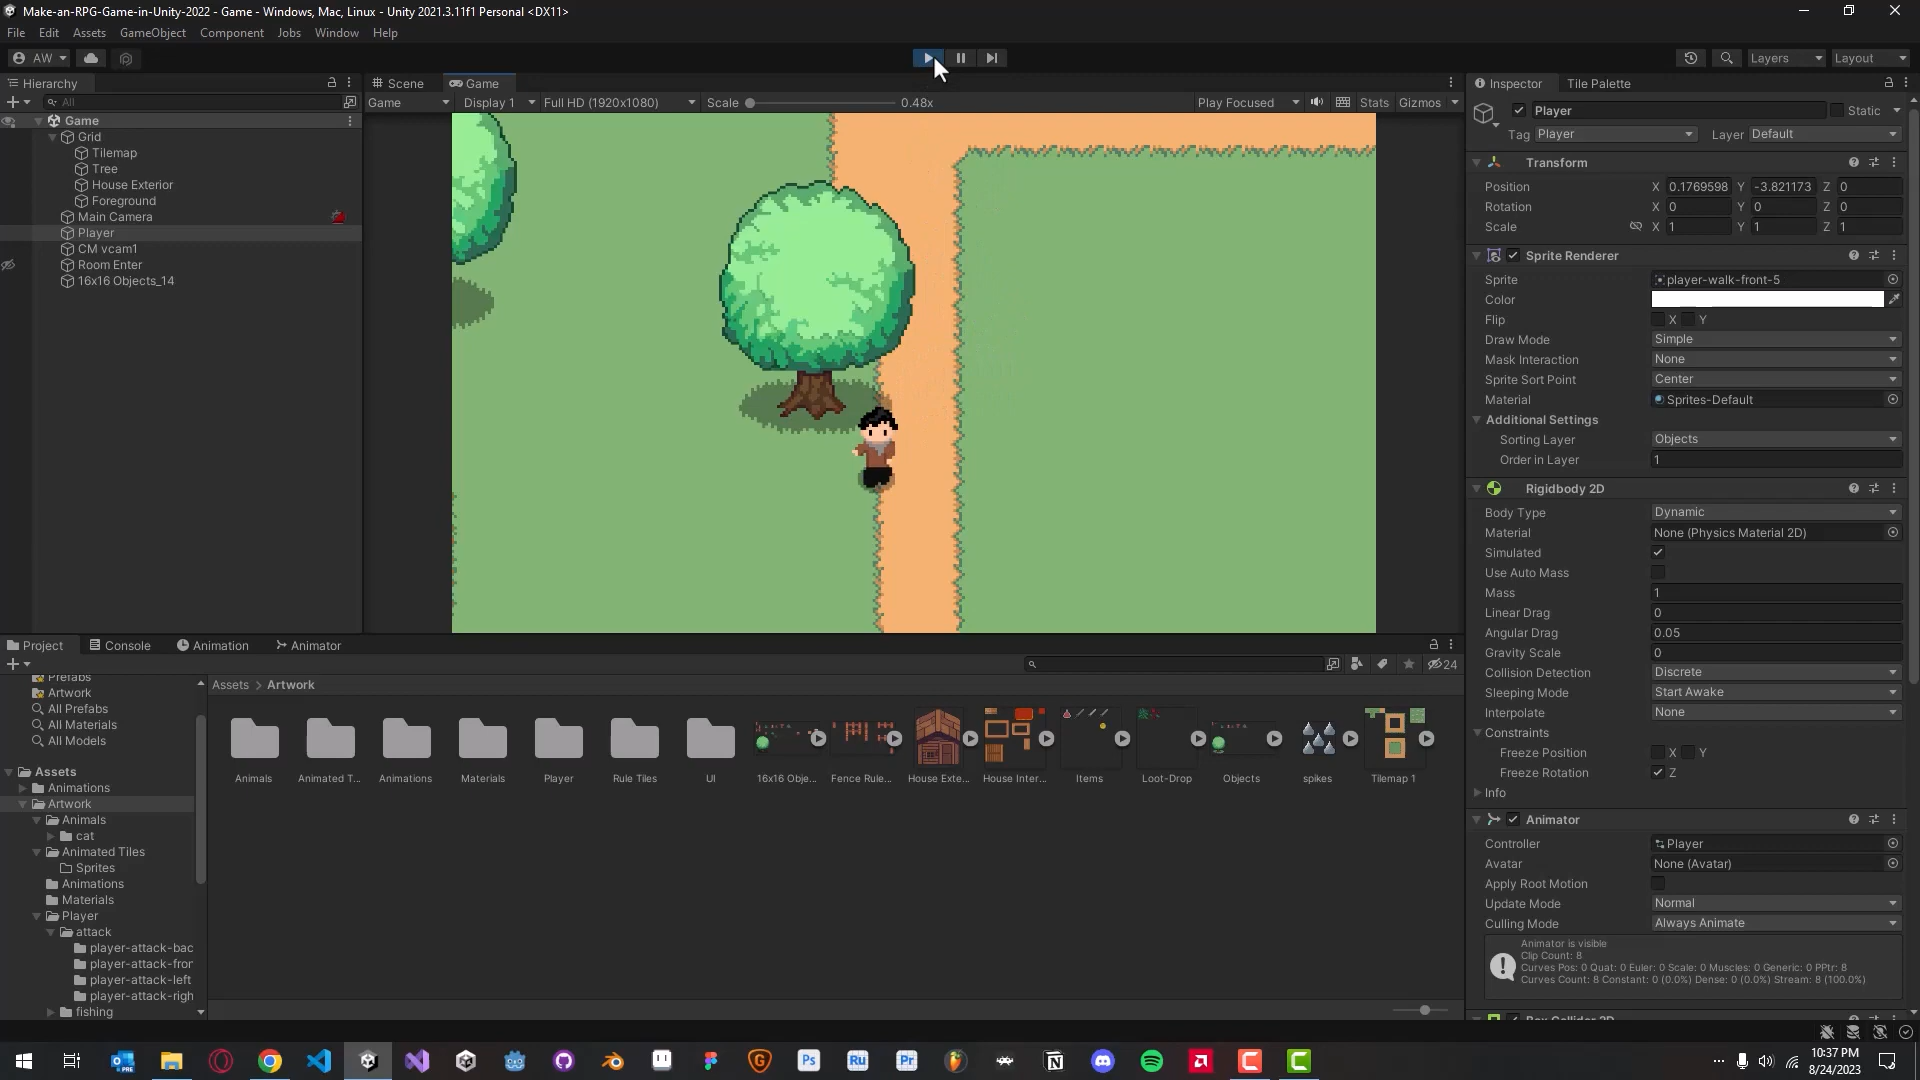 Make-an-RPG-Game-in-Unity-2022 - Game - Windows, Mac, Linux - Unity 2021.3.11f1 Personal <DX11>
File Edit Assets GameObject Component Jobs Window Help
AW Layers Layout
Hierarchy
All
Game
Grid
Tilemap
Tree
House Exterior
Foreground
Main Camera
Player
CM vcam1
Room Enter
16x16 Objects_14
Scene Game
Game Display 1 Full HD (1920x1080) Scale 0.48x Play Focused Stats Gizmos
Inspector Tile Palette
Player Static
Tag Player Layer Default
Transform
Position X 0.1769598 Y -3.821173 Z 0
Rotation X 0 Y 0 Z 0
Scale X 1 Y 1 Z 1
Sprite Renderer
Sprite player-walk-front-5
Color
Flip X Y
Draw Mode Simple
Mask Interaction None
Sprite Sort Point Center
Material Sprites-Default
Additional Settings
Sorting Layer Objects
Order in Layer 1
Rigidbody 2D
Body Type Dynamic
Material None (Physics Material 2D)
Simulated
Use Auto Mass
Mass 1
Linear Drag 0
Angular Drag 0.05
Gravity Scale 0
Collision Detection Discrete
Sleeping Mode Start Awake
Interpolate None
Constraints
Freeze Position X Y
Freeze Rotation Z
Info
Animator
Controller Player
Avatar None (Avatar)
Apply Root Motion
Update Mode Normal
Culling Mode Always Animate
Animator is visible
Clip Count: 8
Curves Pos: 0 Quat: 0 Euler: 0 Scale: 0 Muscles: 0 Generic: 0 PPtr: 8
Curves Count: 8 Constant: 0 (0.0%) Dense: 0 (0.0%) Stream: 8 (100.0%)
Box Collider 2D
Project Console Animation Animator
24
Prefabs
Artwork
All Prefabs
All Materials
All Models
Assets
Animations
Artwork
Animals
cat
Animated Tiles
Sprites
Animations
Materials
Player
attack
player-attack-bac
player-attack-fror
player-attack-left
player-attack-righ
fishing
Assets > Artwork
Animals Animated T... Animations Materials Player Rule Tiles UI 16x16 Obje... Fence Rule... House Exte... House Inter... Items Loot-Drop Objects spikes Tilemap 1
10:37 PM
8/24/2023